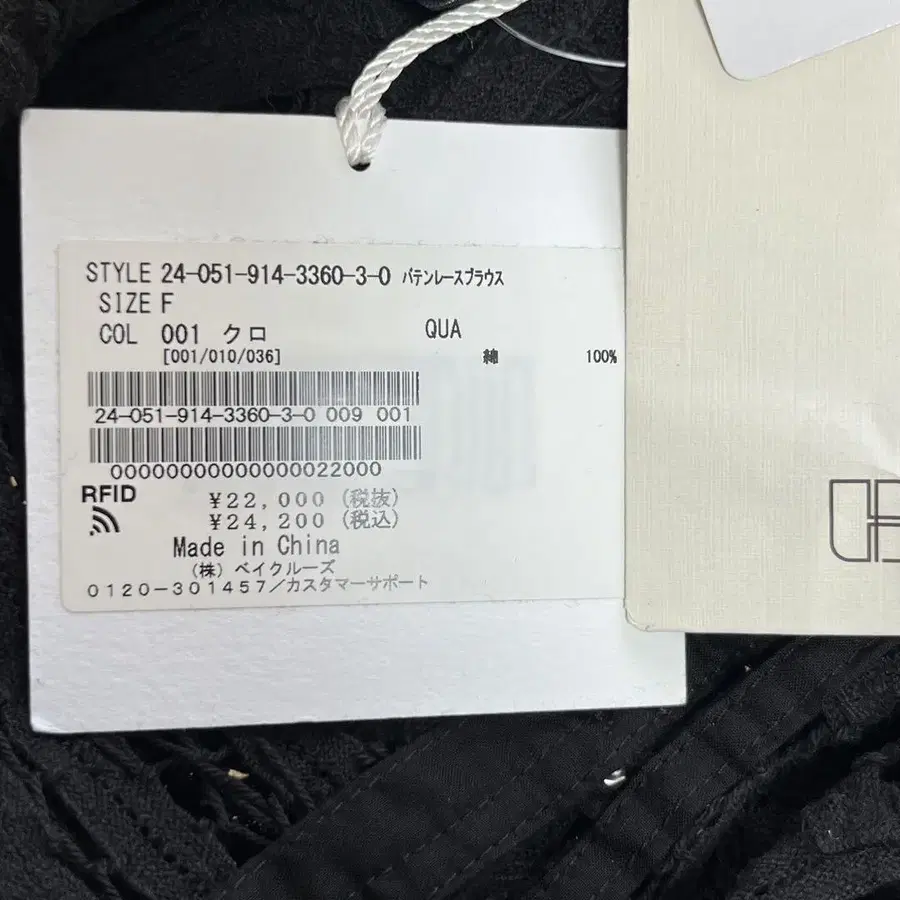 STYLE 24-051-914-3360-3-0 バテンレースブラウス
SIZE F
COL 001 クロ QUA
[001/010/036] 綿 100%
24-051-914-3360-3-0 009 001
00000000000000022000
RFID
¥22,000 (税抜)
¥24,200 (税込)
Made in China
(株) ベイクルーズ
0120-301457/カスタマーサポート